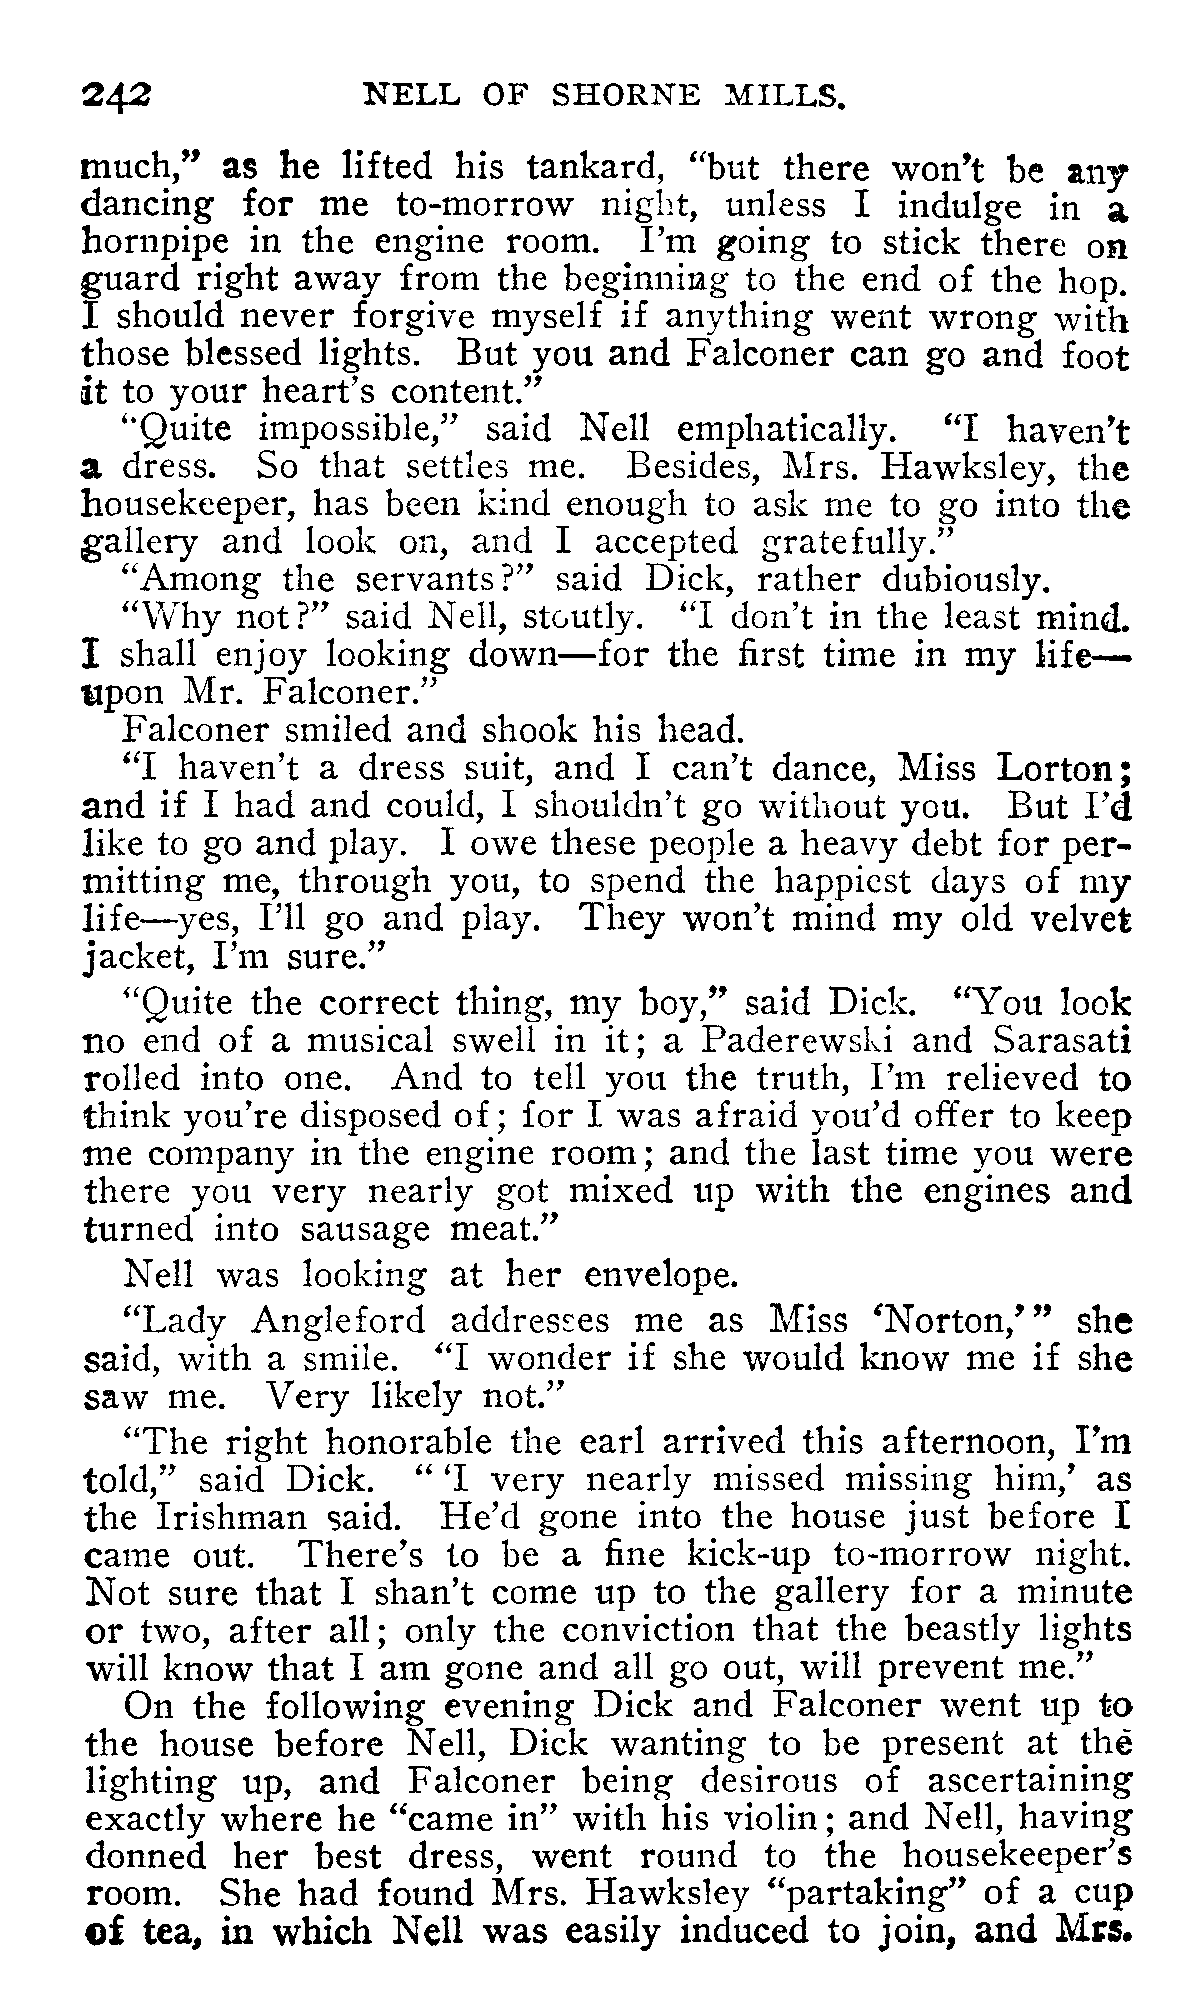 242 NELL OF SHORNE MILLS.
much,” as he lifted his tankard, “but there won’t be any
dancing for me to-morrow night, unless I indulge in a
hornpipe in the engine room. I’m going to stick there on
guard right away from the beginning to the end of the hop.
I should never forgive myself if anything went wrong with
those blessed lights. But you and Falconer can go and foot
it to your heart’s content.”
“Quite impossible,” said Nell emphatically. “I haven’t
a dress. So that settles me. Besides, Mrs. Hawksley, the
housekeeper, has been kind enough to ask me to go into the
gallery and look on, and I accepted gratefully.”
“Among the servants?” said Dick, rather dubiously.
“Why not?” said Nell, stoutly. “I don’t in the least mind.
I shall enjoy looking down—for the first time in my life—
upon Mr. Falconer.”
Falconer smiled and shook his head.
“I haven’t a dress suit, and I can’t dance, Miss Lorton;
and if I had and could, I shouldn’t go without you. But I’d
like to go and play. I owe these people a heavy debt for per-
mitting me, through you, to spend the happiest days of my
life—yes, I’ll go and play. They won’t mind my old velvet
jacket, I’m sure.”
“Quite the correct thing, my boy,” said Dick. “You look
no end of a musical swell in it; a Paderewski and Sarasati
rolled into one. And to tell you the truth, I’m relieved to
think you’re disposed of; for I was afraid you’d offer to keep
me company in the engine room; and the last time you were
there you very nearly got mixed up with the engines and
turned into sausage meat.”
Nell was looking at her envelope.
“Lady Angleford addresses me as Miss ‘Norton,’” she
said, with a smile. “I wonder if she would know me if she
saw me. Very likely not.”
“The right honorable the earl arrived this afternoon, I’m
told,” said Dick. “‘I very nearly missed missing him,’ as
the Irishman said. He’d gone into the house just before I
came out. There’s to be a fine kick-up to-morrow night.
Not sure that I shan’t come up to the gallery for a minute
or two, after all; only the conviction that the beastly lights
will know that I am gone and all go out, will prevent me.”
On the following evening Dick and Falconer went up to
the house before Nell, Dick wanting to be present at the
lighting up, and Falconer being desirous of ascertaining
exactly where he “came in” with his violin; and Nell, having
donned her best dress, went round to the housekeeper’s
room. She had found Mrs. Hawksley “partaking” of a cup
of tea, in which Nell was easily induced to join, and Mrs.